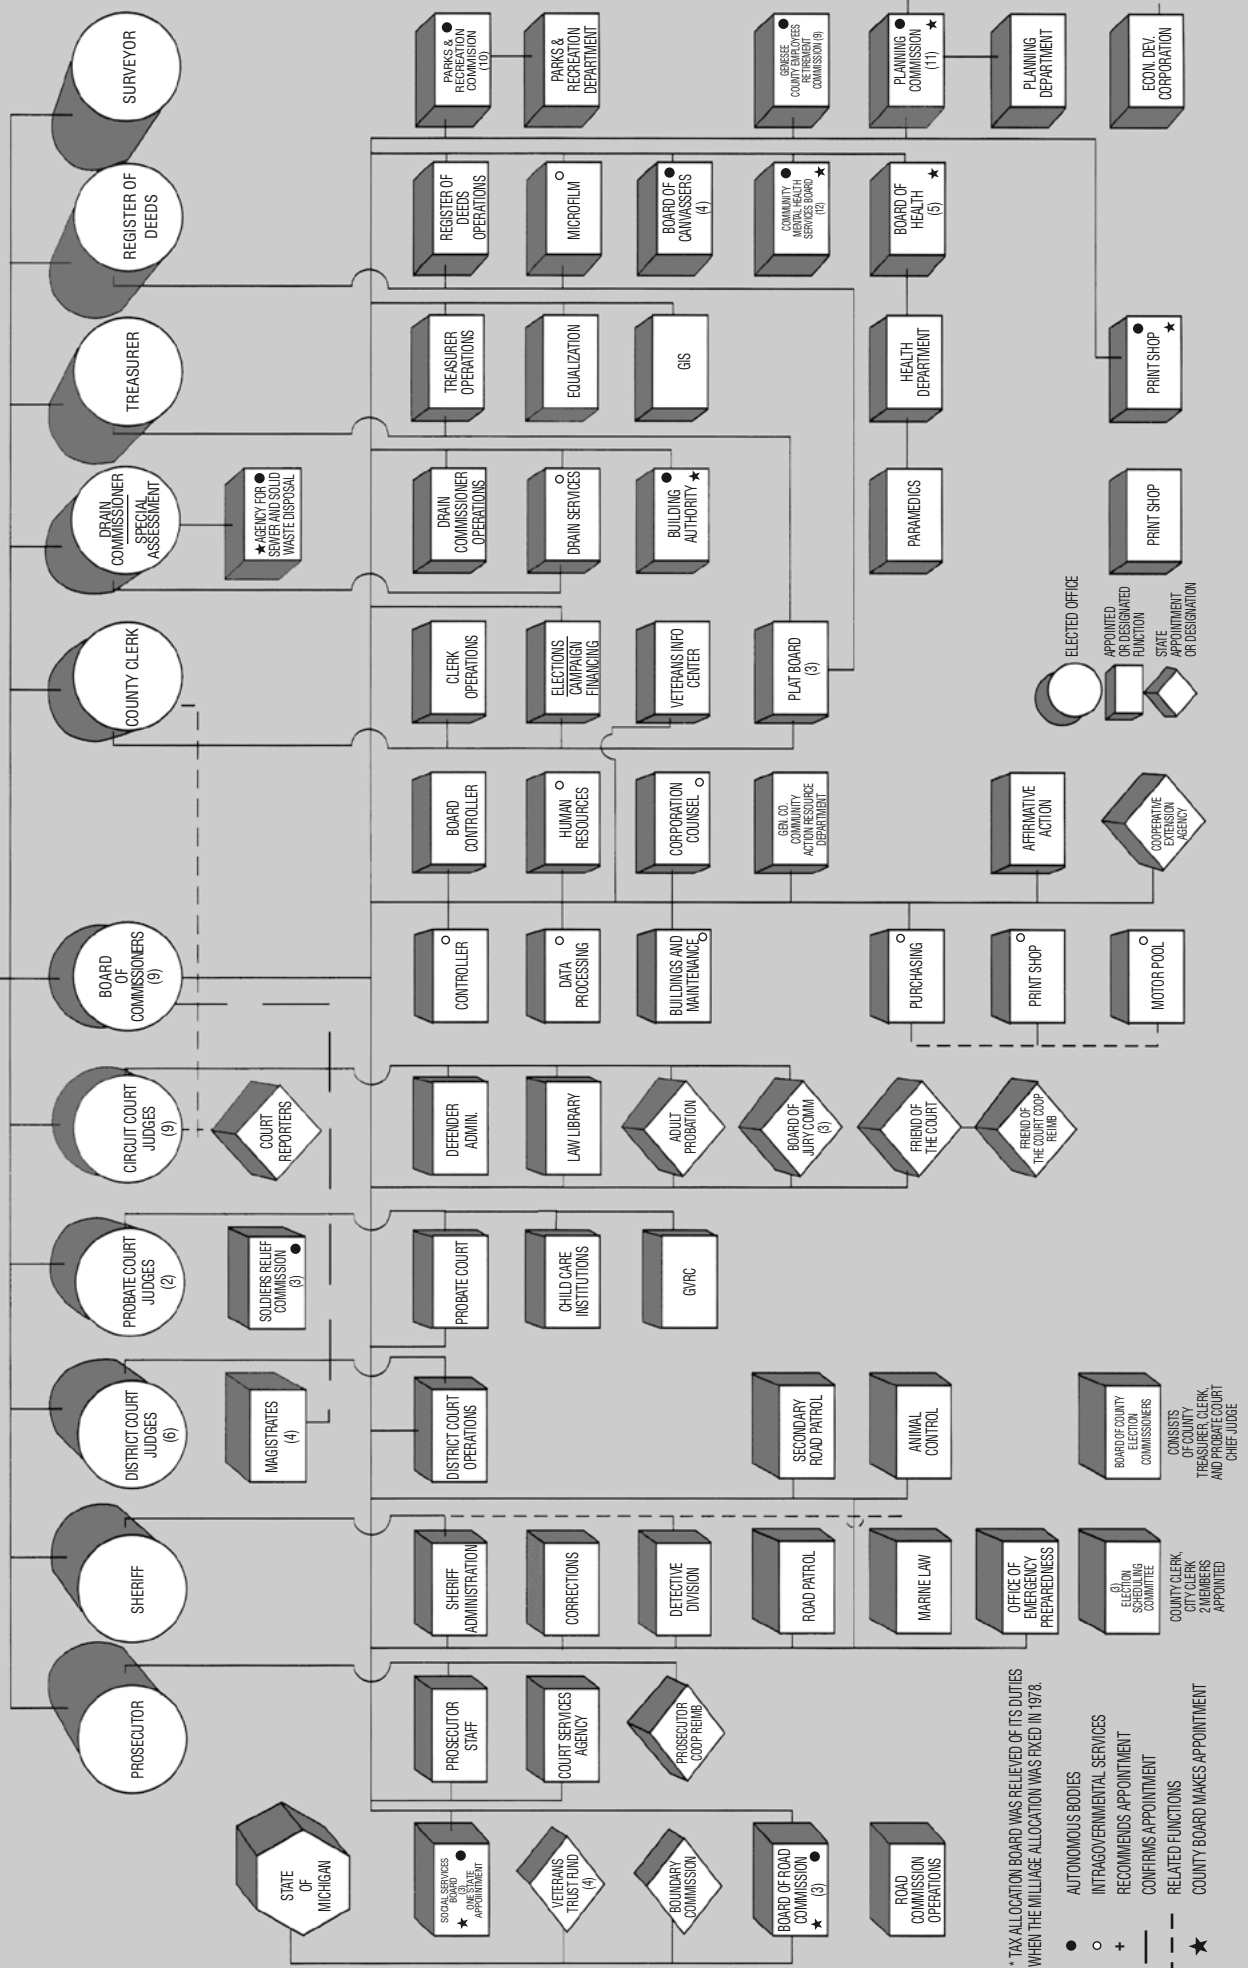 PROSECUTOR
SHERIFF
DISTRICT COURT
JUDGES
(6)
PROBATE COURT
JUDGES
(2)
CIRCUIT COURT
JUDGES
(9)
BOARD
OF
COMMISSIONERS
(9)
COUNTY CLERK
DRAIN
COMMISSIONER
SPECIAL
ASSESSMENT
TREASURER
REGISTER OF
DEEDS
SURVEYOR
STATE
OF
MICHIGAN
MAGISTRATES
(4)
SOLDIERS RELIEF
COMMISSION
(3)
COURT
REPORTERS
★ AGENCY FOR ●
SEWER AND SOLID
WASTE DISPOSAL
SOCIAL SERVICES
BOARD
(3)
ONE STATE
APPOINTMENT
PROSECUTOR
STAFF
SHERIFF
ADMINISTRATION
DISTRICT COURT
OPERATIONS
PROBATE COURT
DEFENDER
ADMIN.
CONTROLLER
BOARD
CONTROLLER
CLERK
OPERATIONS
DRAIN
COMMISSIONER
OPERATIONS
TREASURER
OPERATIONS
REGISTER OF
DEEDS
OPERATIONS
PARKS &
RECREATION
COMMISION
(10)
VETERANS
TRUST FUND
(4)
COURT SERVICES
AGENCY
CORRECTIONS
CHILD CARE
INSTITUTIONS
LAW LIBRARY
DATA
PROCESSING
HUMAN
RESOURCES
ELECTIONS
CAMPAIGN
FINANCING
DRAIN SERVICES
EQUALIZATION
MICROFILM
PARKS &
RECREATION
DEPARTMENT
BOUNDARY
COMMISSION
PROSECUTOR
COOP REIMB
DETECTIVE
DIVISION
GVRC
ADULT
PROBATION
BUILDINGS AND
MAINTENANCE
CORPORATION
COUNSEL
VETERANS INFO
CENTER
BUILDING
AUTHORITY
GIS
BOARD OF
CANVASSERS
(4)
BOARD OF ROAD
COMMISSION
(3)
ROAD PATROL
SECONDARY
ROAD PATROL
BOARD OF
JURY COMM
(3)
GEN. CO.
COMMUNITY
ACTION RESOURCE
DEPARTMENT
PLAT BOARD
(3)
COMMUNITY
MENTAL HEALTH
SERVICES BOARD
(12)
GENESEE
COUNTY EMPLOYEES
RETIREMENT
COMMISSION (9)
ROAD
COMMISSION
OPERATIONS
MARINE LAW
ANIMAL
CONTROL
FRIEND OF
THE COURT
PURCHASING
PARAMEDICS
HEALTH
DEPARTMENT
BOARD OF
HEALTH
(5)
PLANNING
COMMISSION
(11)
OFFICE OF
EMERGENCY
PREPAREDNESS
FRIEND OF
THE COURT COOP
REIMB
PRINT SHOP
AFFIRMATIVE
ACTION
PLANNING
DEPARTMENT
(3)
ELECTION
SCHEDULING
COMMITTEE
COUNTY CLERK,
CITY CLERK
2 MEMBERS
APPOINTED
BOARD OF COUNTY
ELECTION
COMMISSIONERS
CONSISTS
OF COUNTY
TREASURER, CLERK,
AND PROBATE COURT
CHIEF JUDGE
MOTOR POOL
COOPERATIVE
EXTENSION
AGENCY
PRINT SHOP
PRINT SHOP
ECON. DEV.
CORPORATION
ELECTED OFFICE
APPOINTED
OR DESIGNATED
FUNCTION
STATE
APPOINTMENT
OR DESIGNATION
* TAX ALLOCATION BOARD WAS RELIEVED OF ITS DUTIES
WHEN THE MILLIAGE ALLOCATION WAS FIXED IN 1978.
● AUTONOMOUS BODIES
○ INTRAGOVERNMENTAL SERVICES
+ RECOMMENDS APPOINTMENT
CONFIRMS APPOINTMENT
RELATED FUNCTIONS
★ COUNTY BOARD MAKES APPOINTMENT